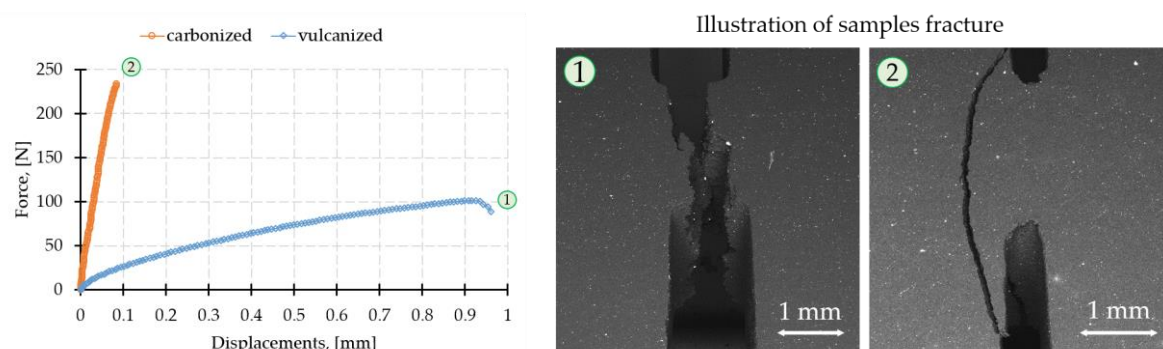 carbonized vulcanized
Force, [N]
250
200
150
100
50
0
2
1
0 0.1 0.2 0.3 0.4 0.5 0.6 0.7 0.8 0.9 1
Displacements, [mm]
Illustration of samples fracture
1
1 mm
2
1 mm